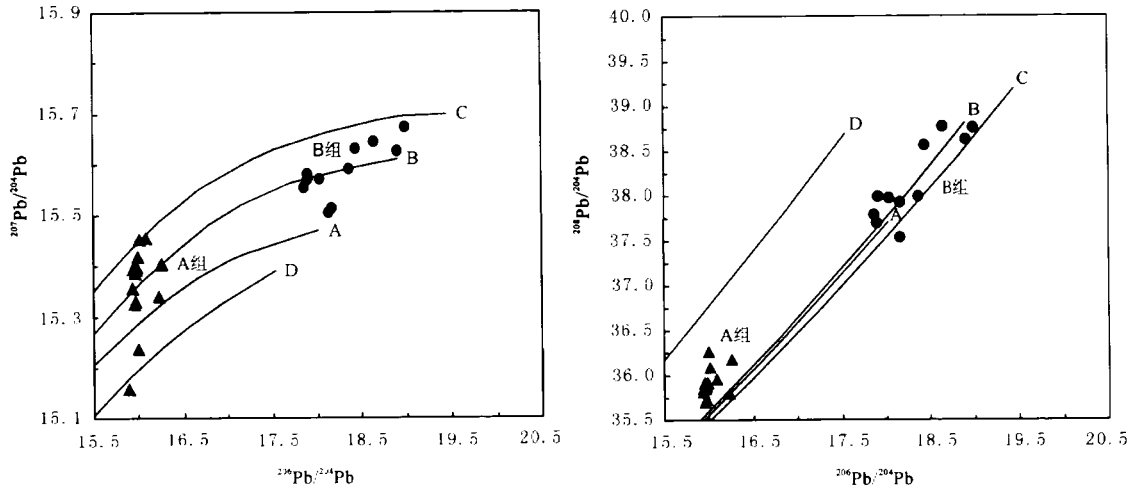 15.9
15.7
15.5
15.3
15.1
²⁰⁷Pb/²⁰⁴Pb
C
B组
B
A
A组
D
15.5 16.5 17.5 18.5 19.5 20.5
²⁰⁶Pb/²⁰⁴Pb
40.0
39.5
39.0
38.5
38.0
37.5
37.0
36.5
36.0
35.5
²⁰⁸Pb/²⁰⁴Pb
C
B
D
B组
A
A组
15.5 16.5 17.5 18.5 19.5 20.5
²⁰⁶Pb/²⁰⁴Pb